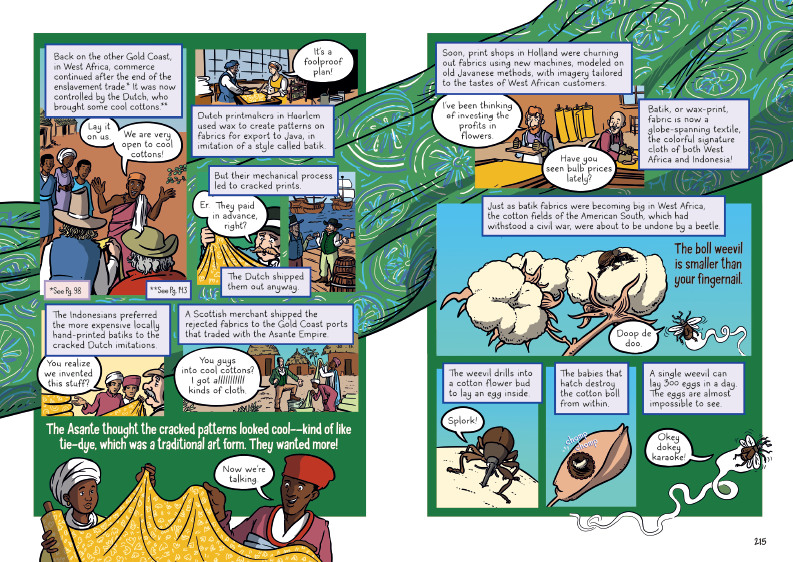 Back on the other Gold Coast,
in West Africa, commerce
continued after the end of the
enslavement trade.* It was now
controlled by the Dutch, who
brought some cool cottons.**
Lay it
on us.
We are very
open to cool
cottons!
*See Pg. 98
**See Pg. 143
It's a
foolproof
plan!
Dutch printmakers in Haarlem
used wax to create patterns on
fabrics for export to Java, in
imitation of a style called batik.
But their mechanical process
led to cracked prints.
Er. They paid
in advance,
right?
The Dutch shipped
them out anyway.
The Indonesians preferred
the more expensive locally
hand-printed batiks to the
cracked Dutch imitations.
You realize
we invented
this stuff?
A Scottish merchant shipped the
rejected fabrics to the Gold Coast ports
that traded with the Asante Empire.
You guys
into cool cottons?
I got alllllllllll
kinds of cloth.
The Asante thought the cracked patterns looked cool—kind of like
tie-dye, which was a traditional art form. They wanted more!
Now we're
talking.
Soon, print shops in Holland were churning
out fabrics using new machines, modeled on
old Javanese methods, with imagery tailored
to the tastes of West African customers.
I've been thinking
of investing the
profits in
flowers.
Have you
seen bulb prices
lately?
Batik, or wax-print,
fabric is now a
globe-spanning textile,
the colorful signature
cloth of both West
Africa and Indonesia!
Just as batik fabrics were becoming big in West Africa,
the cotton fields of the American South, which had
withstood a civil war, were about to be undone by a beetle.
The boll weevil
is smaller than
your fingernail.
Doop de
doo.
The weevil drills into
a cotton flower bud
to lay an egg inside.
Splork!
The babies that
hatch destroy
the cotton boll
from within.
chomp
chomp
A single weevil can
lay 300 eggs in a day.
The eggs are almost
impossible to see.
Okey
dokey
karaoke!
215